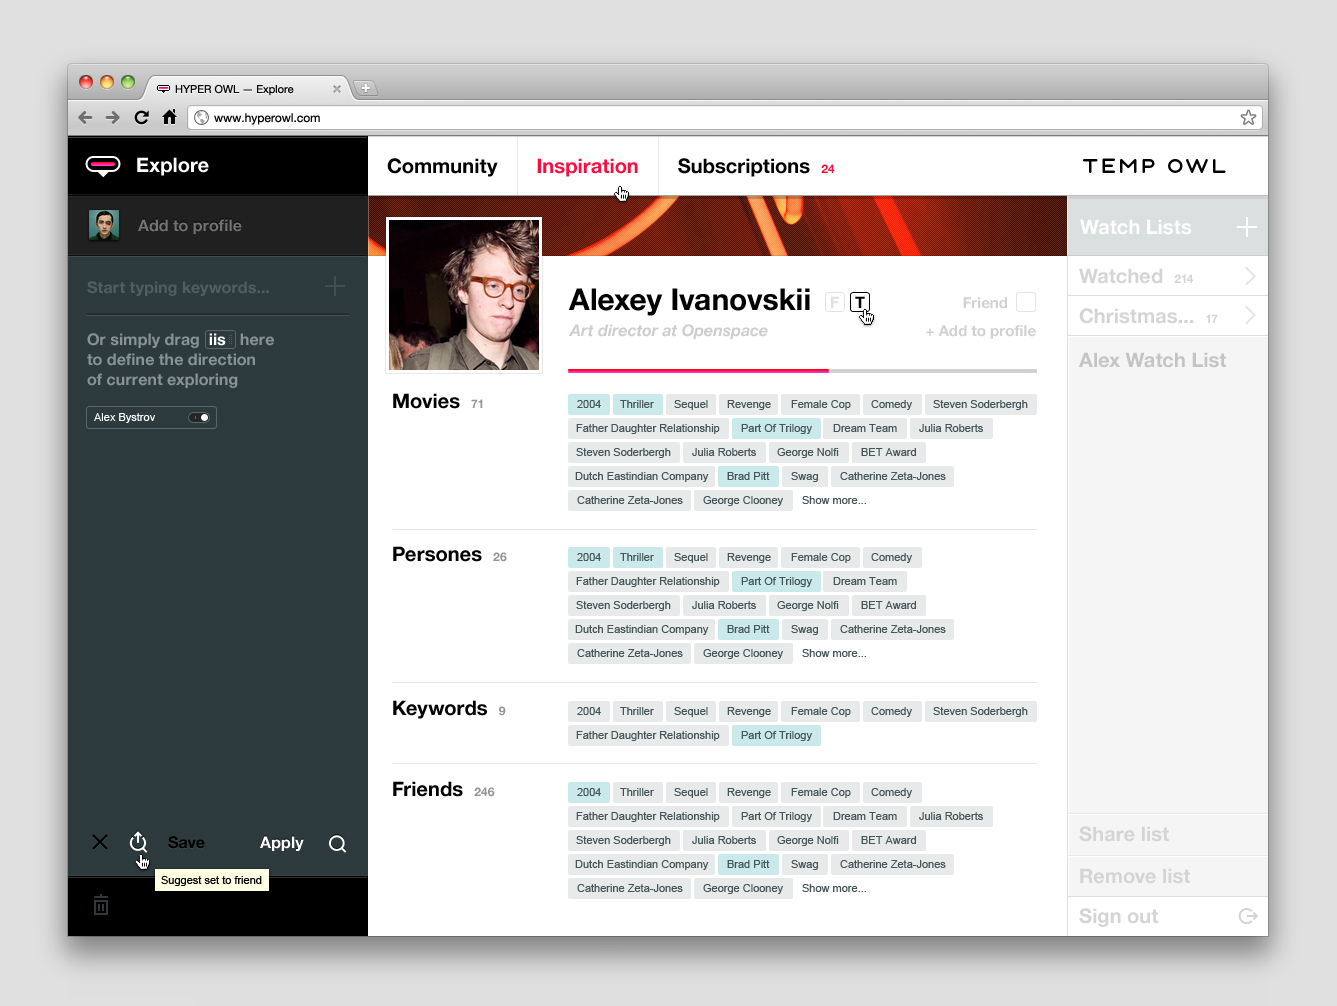 HYPER OWL — Explore
www.hyperowl.com
Explore
Community
Inspiration
Subscriptions 24
TEMP OWL
Add to profile
Start typing keywords...
Or simply drag iis here
to define the direction
of current exploring
Alex Bystrov
Save
Apply
Suggest set to friend
Alexey Ivanovskii F T
Friend
Art director at Openspace
+ Add to profile
Movies 71
2004 Thriller Sequel Revenge Female Cop Comedy Steven Soderbergh
Father Daughter Relationship Part Of Trilogy Dream Team Julia Roberts
Steven Soderbergh Julia Roberts George Nolfi BET Award
Dutch Eastindian Company Brad Pitt Swag Catherine Zeta-Jones
Catherine Zeta-Jones George Clooney Show more...
Persones 26
2004 Thriller Sequel Revenge Female Cop Comedy
Father Daughter Relationship Part Of Trilogy Dream Team
Steven Soderbergh Julia Roberts George Nolfi BET Award
Dutch Eastindian Company Brad Pitt Swag Catherine Zeta-Jones
Catherine Zeta-Jones George Clooney Show more...
Keywords 9
2004 Thriller Sequel Revenge Female Cop Comedy Steven Soderbergh
Father Daughter Relationship Part Of Trilogy
Friends 246
2004 Thriller Sequel Revenge Female Cop Comedy
Father Daughter Relationship Part Of Trilogy Dream Team Julia Roberts
Steven Soderbergh Julia Roberts George Nolfi BET Award
Dutch Eastindian Company Brad Pitt Swag Catherine Zeta-Jones
Catherine Zeta-Jones George Clooney Show more...
Watch Lists
Watched 214
Christmas... 17
Alex Watch List
Share list
Remove list
Sign out